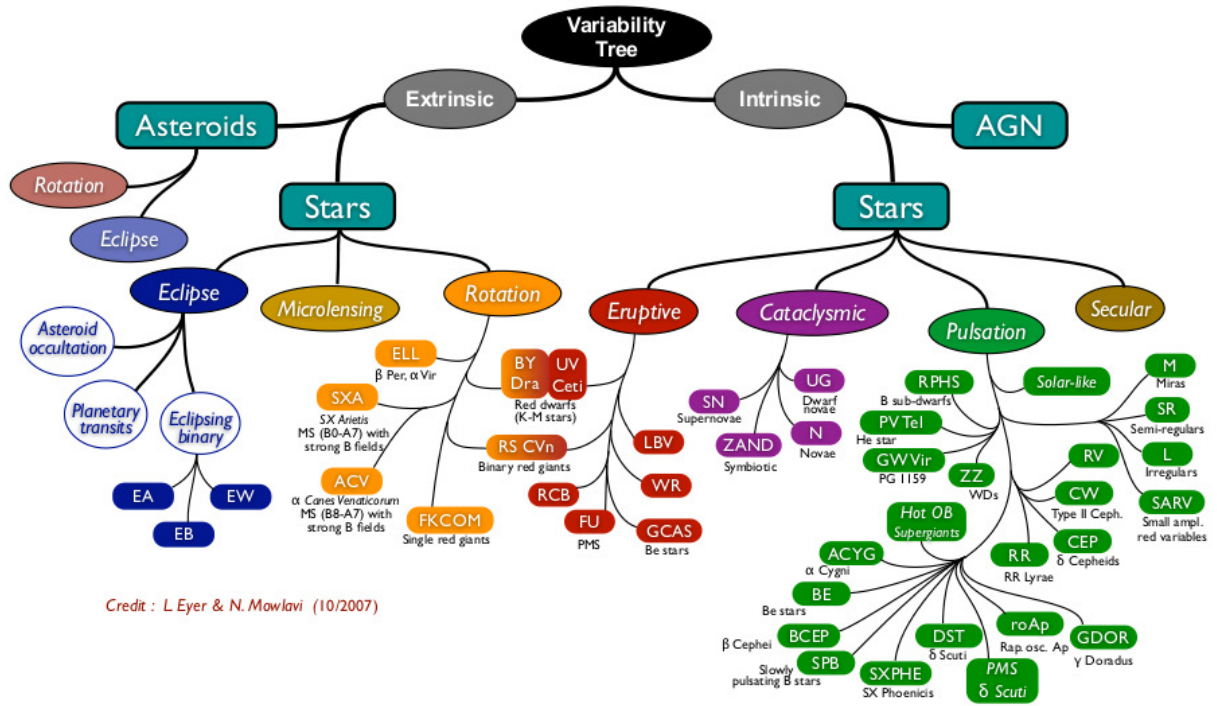 Variability
Tree
Extrinsic
Intrinsic
Asteroids
AGN
Rotation
Eclipse
Stars
Stars
Eclipse
Microlensing
Rotation
Eruptive
Cataclysmic
Pulsation
Secular
Asteroid
occultation
Planetary
transits
Eclipsing
binary
EA
EB
EW
ELL
β Per, α Vir
SXA
SX Arietis
MS (B0-A7) with
strong B fields
ACV
α Canes Venaticorum
MS (B8-A7) with
strong B fields
FKCOM
Single red giants
BY
Dra
UV
Ceti
Red dwarfs
(K-M stars)
RS CVn
Binary red giants
LBV
WR
RCB
FU
PMS
GCAS
Be stars
SN
Supernovae
ZAND
Symbiotic
UG
Dwarf
novae
N
Novae
RPHS
B sub-dwarfs
PV Tel
He star
GW Vir
PG 1159
ZZ
WDs
Solar-like
M
Miras
SR
Semi-regulars
L
Irregulars
SARV
Small ampl.
red variables
RV
CW
Type II Ceph.
CEP
δ Cepheids
RR
RR Lyrae
Hot OB
Supergiants
ACYG
α Cygni
BE
Be stars
BCEP
β Cephei
SPB
Slowly
pulsating B stars
SXPHE
SX Phoenicis
DST
δ Scuti
PMS
δ Scuti
roAp
Rap. osc. Ap
GDOR
γ Doradus
Credit : L. Eyer & N. Mowlavi (10/2007)